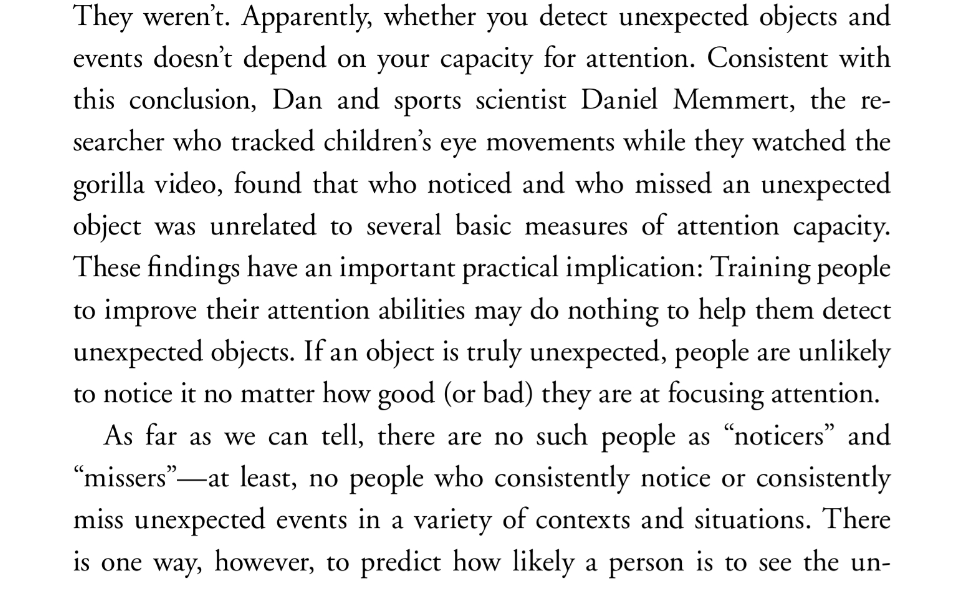 They weren’t. Apparently, whether you detect unexpected objects and
events doesn’t depend on your capacity for attention. Consistent with
this conclusion, Dan and sports scientist Daniel Memmert, the re-
searcher who tracked children’s eye movements while they watched the
gorilla video, found that who noticed and who missed an unexpected
object was unrelated to several basic measures of attention capacity.
These findings have an important practical implication: Training people
to improve their attention abilities may do nothing to help them detect
unexpected objects. If an object is truly unexpected, people are unlikely
to notice it no matter how good (or bad) they are at focusing attention.
As far as we can tell, there are no such people as “noticers” and
“missers”—at least, no people who consistently notice or consistently
miss unexpected events in a variety of contexts and situations. There
is one way, however, to predict how likely a person is to see the un-